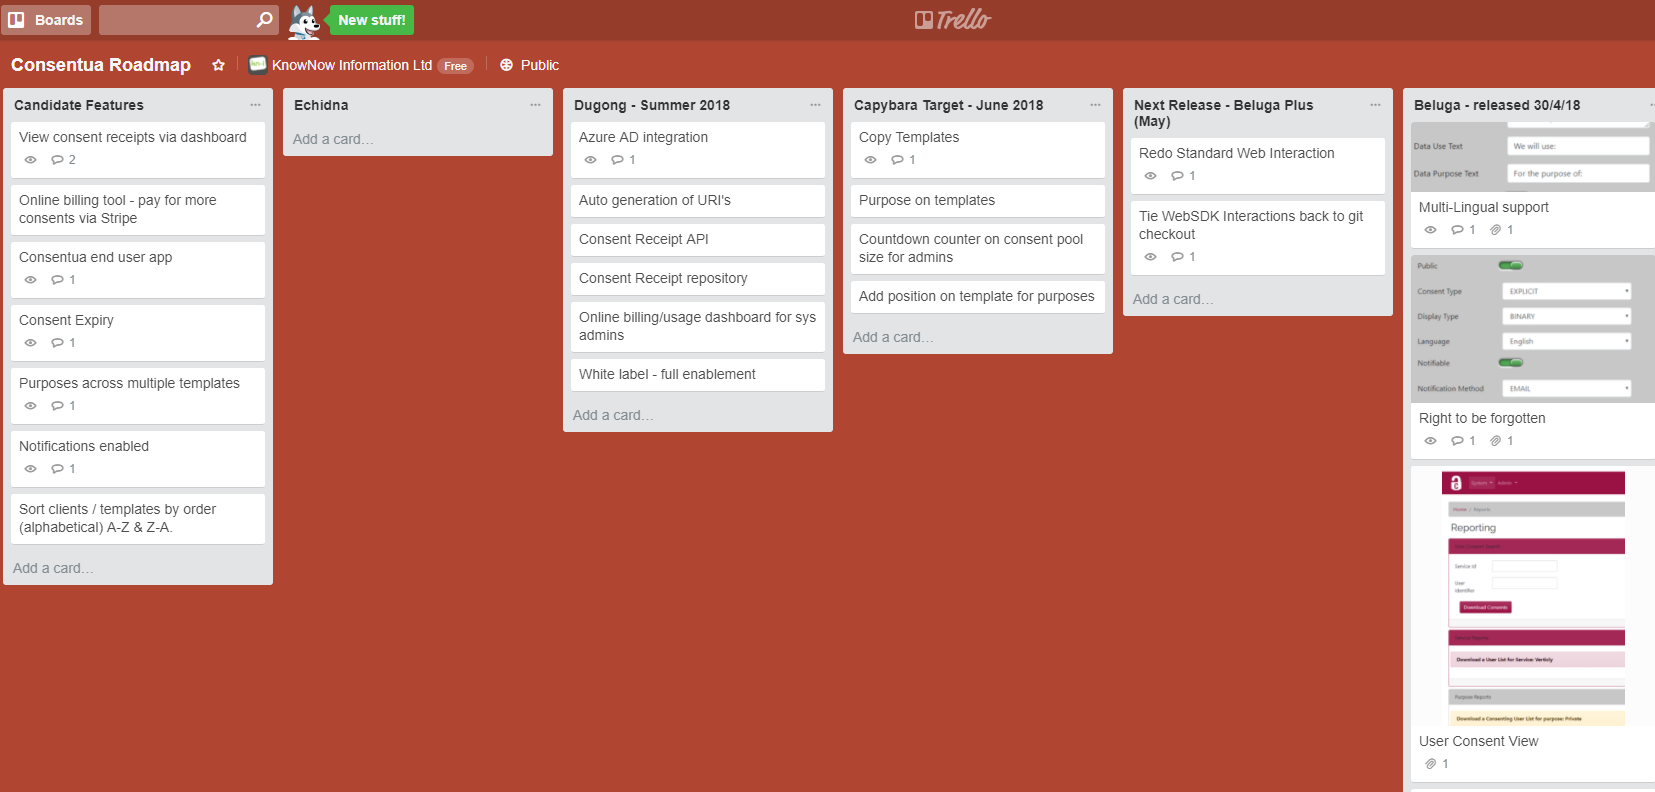 Boards
New stuff!
Trello
Consentua Roadmap
KnowNow Information Ltd
Free
Public
Candidate Features
View consent receipts via dashboard
2
Online billing tool - pay for more
consents via Stripe
Consentua end user app
1
Consent Expiry
1
Purposes across multiple templates
1
Notifications enabled
1
Sort clients / templates by order
(alphabetical) A-Z & Z-A.
Add a card…
Echidna
Add a card…
Dugong - Summer 2018
Azure AD integration
1
Auto generation of URI's
Consent Receipt API
Consent Receipt repository
Online billing/usage dashboard for sys
admins
White label - full enablement
Add a card…
Capybara Target - June 2018
Copy Templates
1
Purpose on templates
Countdown counter on consent pool
size for admins
Add position on template for purposes
Add a card…
Next Release - Beluga Plus
(May)
Redo Standard Web Interaction
1
Tie WebSDK Interactions back to git
checkout
1
Add a card…
Beluga - released 30/4/18
Data Use Text
We will use:
Data Purpose Text
For the purpose of:
Multi-Lingual support
1
1
Public
Consent Type
EXPLICIT
Display Type
BINARY
Language
English
Notifiable
Notification Method
EMAIL
Right to be forgotten
1
1
System
Admin
Home / Reports
Reporting
Service Id
User
Identifier
Download Consents
Download a User List for Service: Verticly
Purpose Reports
Download a Consenting User List for purpose: Private
User Consent View
1